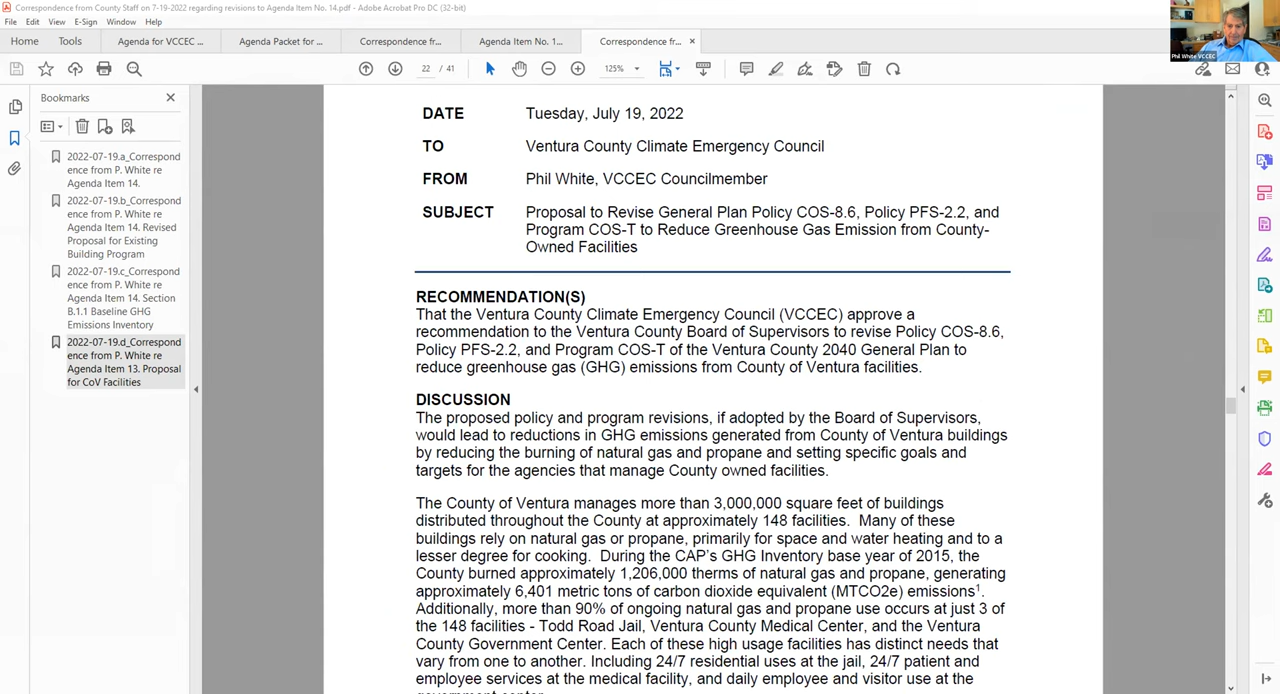 Correspondence from County Staff on 7-19-2022 regarding revisions to Agenda Item No. 14.pdf - Adobe Acrobat Pro DC (32-bit)
File Edit View E-Sign Window Help
Home Tools Agenda for VCCEC ... Agenda Packet for ... Correspondence fr... Agenda Item No. 1... Correspondence fr... ×
22 / 41 125%
Phil White VCCEC
Bookmarks
2022-07-19.a_Correspond
ence from P. White re
Agenda Item 14.
2022-07-19.b_Correspond
ence from P. White re
Agenda Item 14. Revised
Proposal for Existing
Building Program
2022-07-19.c_Correspond
ence from P. White re
Agenda Item 14. Section
B.1.1 Baseline GHG
Emissions Inventory
2022-07-19.d_Correspond
ence from P. White re
Agenda Item 13. Proposal
for CoV Facilities
DATE Tuesday, July 19, 2022
TO Ventura County Climate Emergency Council
FROM Phil White, VCCEC Councilmember
SUBJECT Proposal to Revise General Plan Policy COS-8.6, Policy PFS-2.2, and
Program COS-T to Reduce Greenhouse Gas Emission from County-
Owned Facilities
RECOMMENDATION(S)
That the Ventura County Climate Emergency Council (VCCEC) approve a
recommendation to the Ventura County Board of Supervisors to revise Policy COS-8.6,
Policy PFS-2.2, and Program COS-T of the Ventura County 2040 General Plan to
reduce greenhouse gas (GHG) emissions from County of Ventura facilities.
DISCUSSION
The proposed policy and program revisions, if adopted by the Board of Supervisors,
would lead to reductions in GHG emissions generated from County of Ventura buildings
by reducing the burning of natural gas and propane and setting specific goals and
targets for the agencies that manage County owned facilities.
The County of Ventura manages more than 3,000,000 square feet of buildings
distributed throughout the County at approximately 148 facilities. Many of these
buildings rely on natural gas or propane, primarily for space and water heating and to a
lesser degree for cooking. During the CAP's GHG Inventory base year of 2015, the
County burned approximately 1,206,000 therms of natural gas and propane, generating
approximately 6,401 metric tons of carbon dioxide equivalent (MTCO2e) emissions¹.
Additionally, more than 90% of ongoing natural gas and propane use occurs at just 3 of
the 148 facilities - Todd Road Jail, Ventura County Medical Center, and the Ventura
County Government Center. Each of these high usage facilities has distinct needs that
vary from one to another. Including 24/7 residential uses at the jail, 24/7 patient and
employee services at the medical facility, and daily employee and visitor use at the